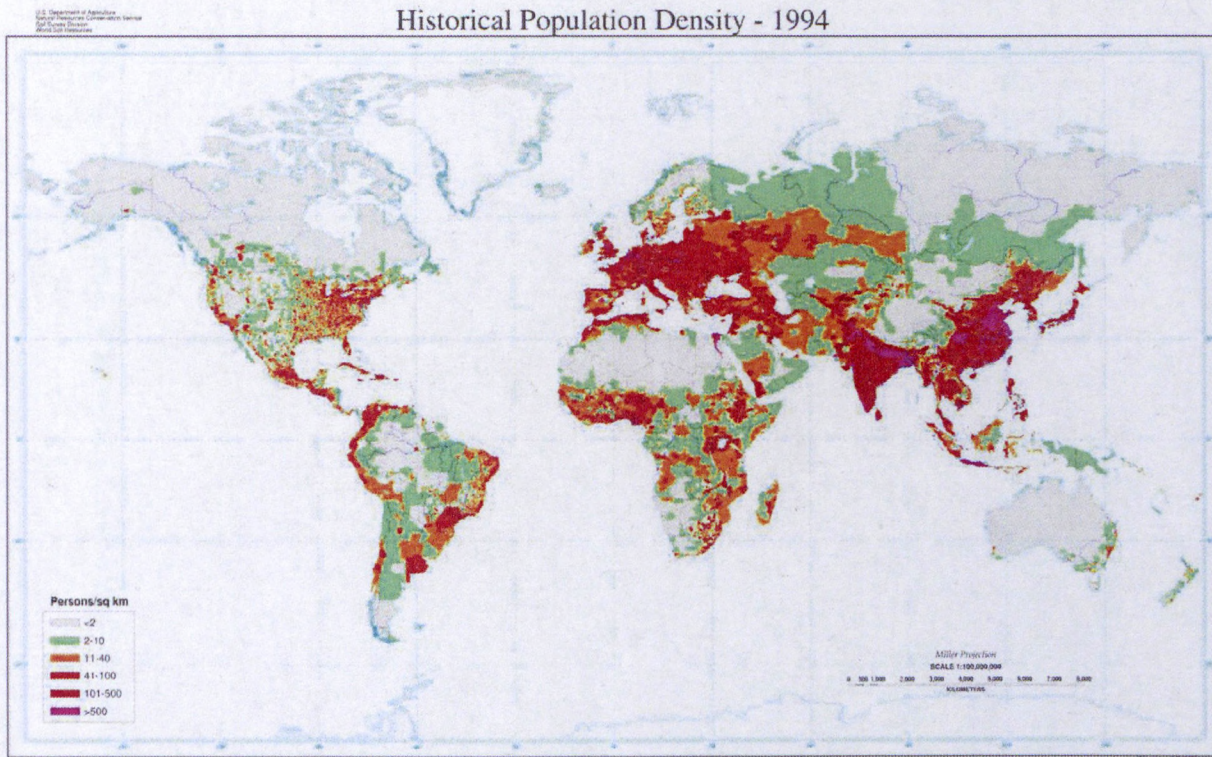 U.S. Department of Agriculture
Natural Resources Conservation Service
Soil Survey Division
World Soil Resources
Historical Population Density - 1994
Persons/sq km
<2
2-10
11-40
41-100
101-500
>500
Miller Projection
SCALE 1:100,000,000
0 500 1,000 2,000 3,000 4,000 5,000 6,000 7,000 8,000
KILOMETERS